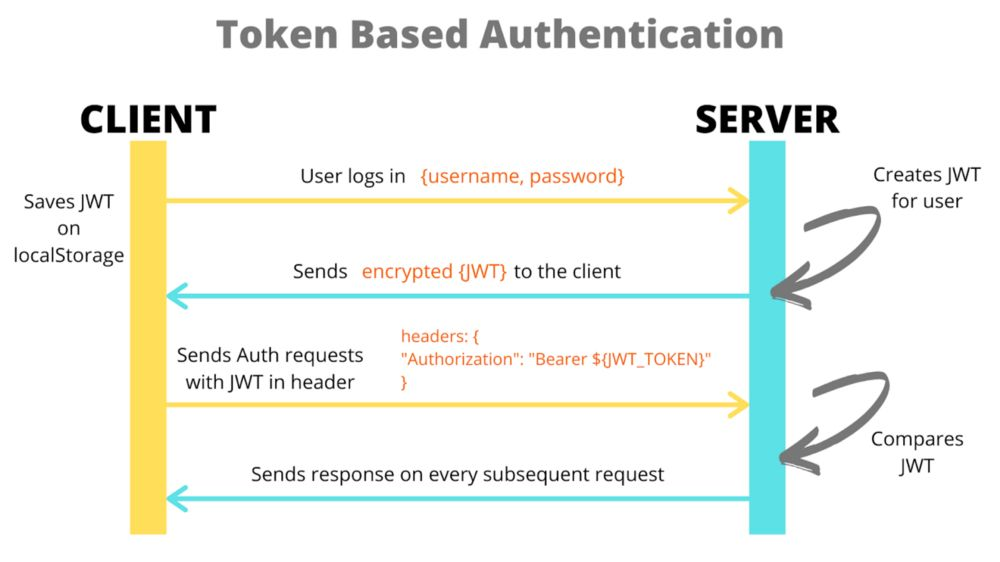 Token Based Authentication
CLIENT
SERVER
User logs in {username, password}
Creates JWT
for user
Saves JWT
on
localStorage
Sends encrypted {JWT} to the client
Sends Auth requests
with JWT in header
headers: {
"Authorization": "Bearer ${JWT_TOKEN}"
}
Compares
JWT
Sends response on every subsequent request